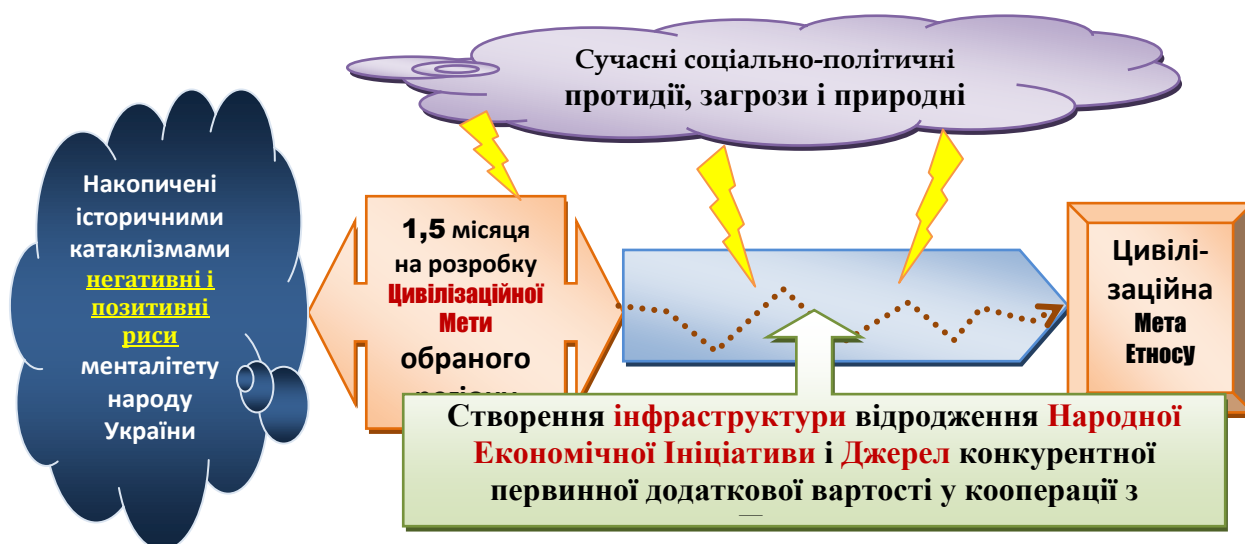 Сучасні соціально-політичні
протидії, загрози і природні
Накопичені
історичними
катаклізмами
негативні і
позитивні
риси
менталітету
народу
України
1,5 місяця
на розробку
Цивілізаційної
Мети
обраного
Цивілі-
заційна
Мета
Етносу
Створення інфраструктури відродження Народної
Економічної Ініціативи і Джерел конкурентної
первинної додаткової вартості у кооперації з